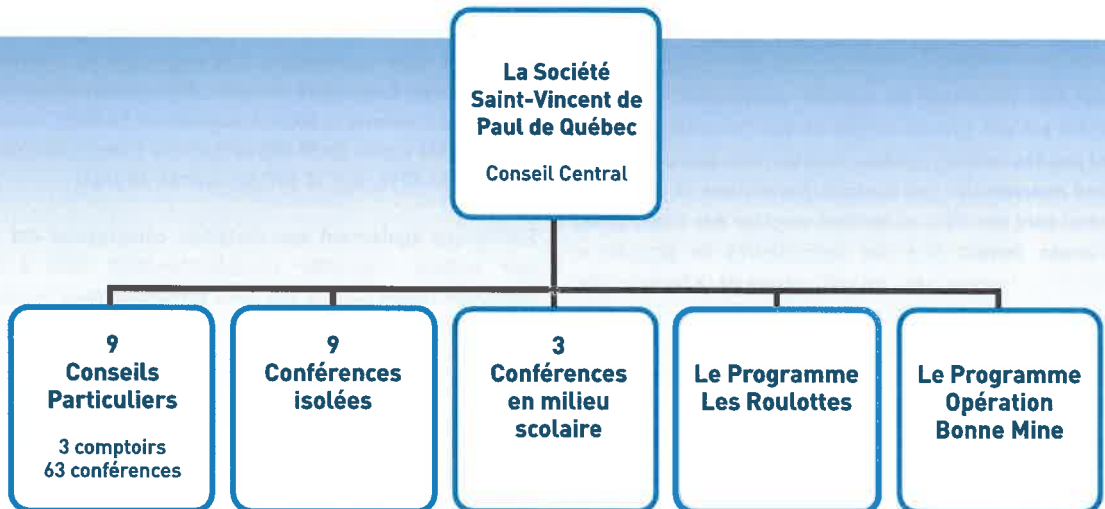 La Société
Saint-Vincent de
Paul de Québec
Conseil Central
9
Conseils
Particuliers
3 comptoirs
63 conférences
9
Conférences
isolées
3
Conférences
en milieu
scolaire
Le Programme
Les Roulottes
Le Programme
Opération
Bonne Mine